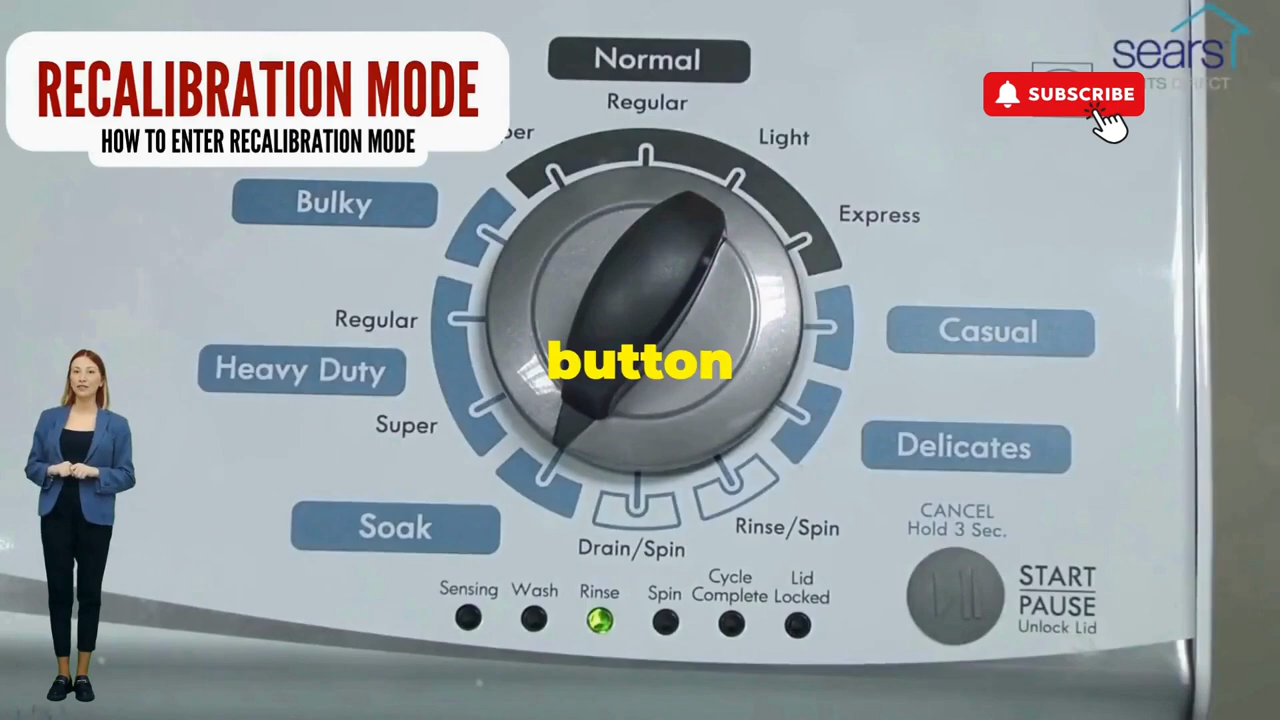 RECALIBRATION MODE
HOW TO ENTER RECALIBRATION MODE
sears
SUBSCRIBE
Normal
Regular
Light
Express
Bulky
Regular
Heavy Duty
Super
Casual
Delicates
Soak
button
Drain/Spin
Rinse/Spin
CANCEL
Hold 3 Sec.
Sensing
Wash
Rinse
Spin
Cycle
Complete
Lid
Locked
START
PAUSE
Unlock Lid